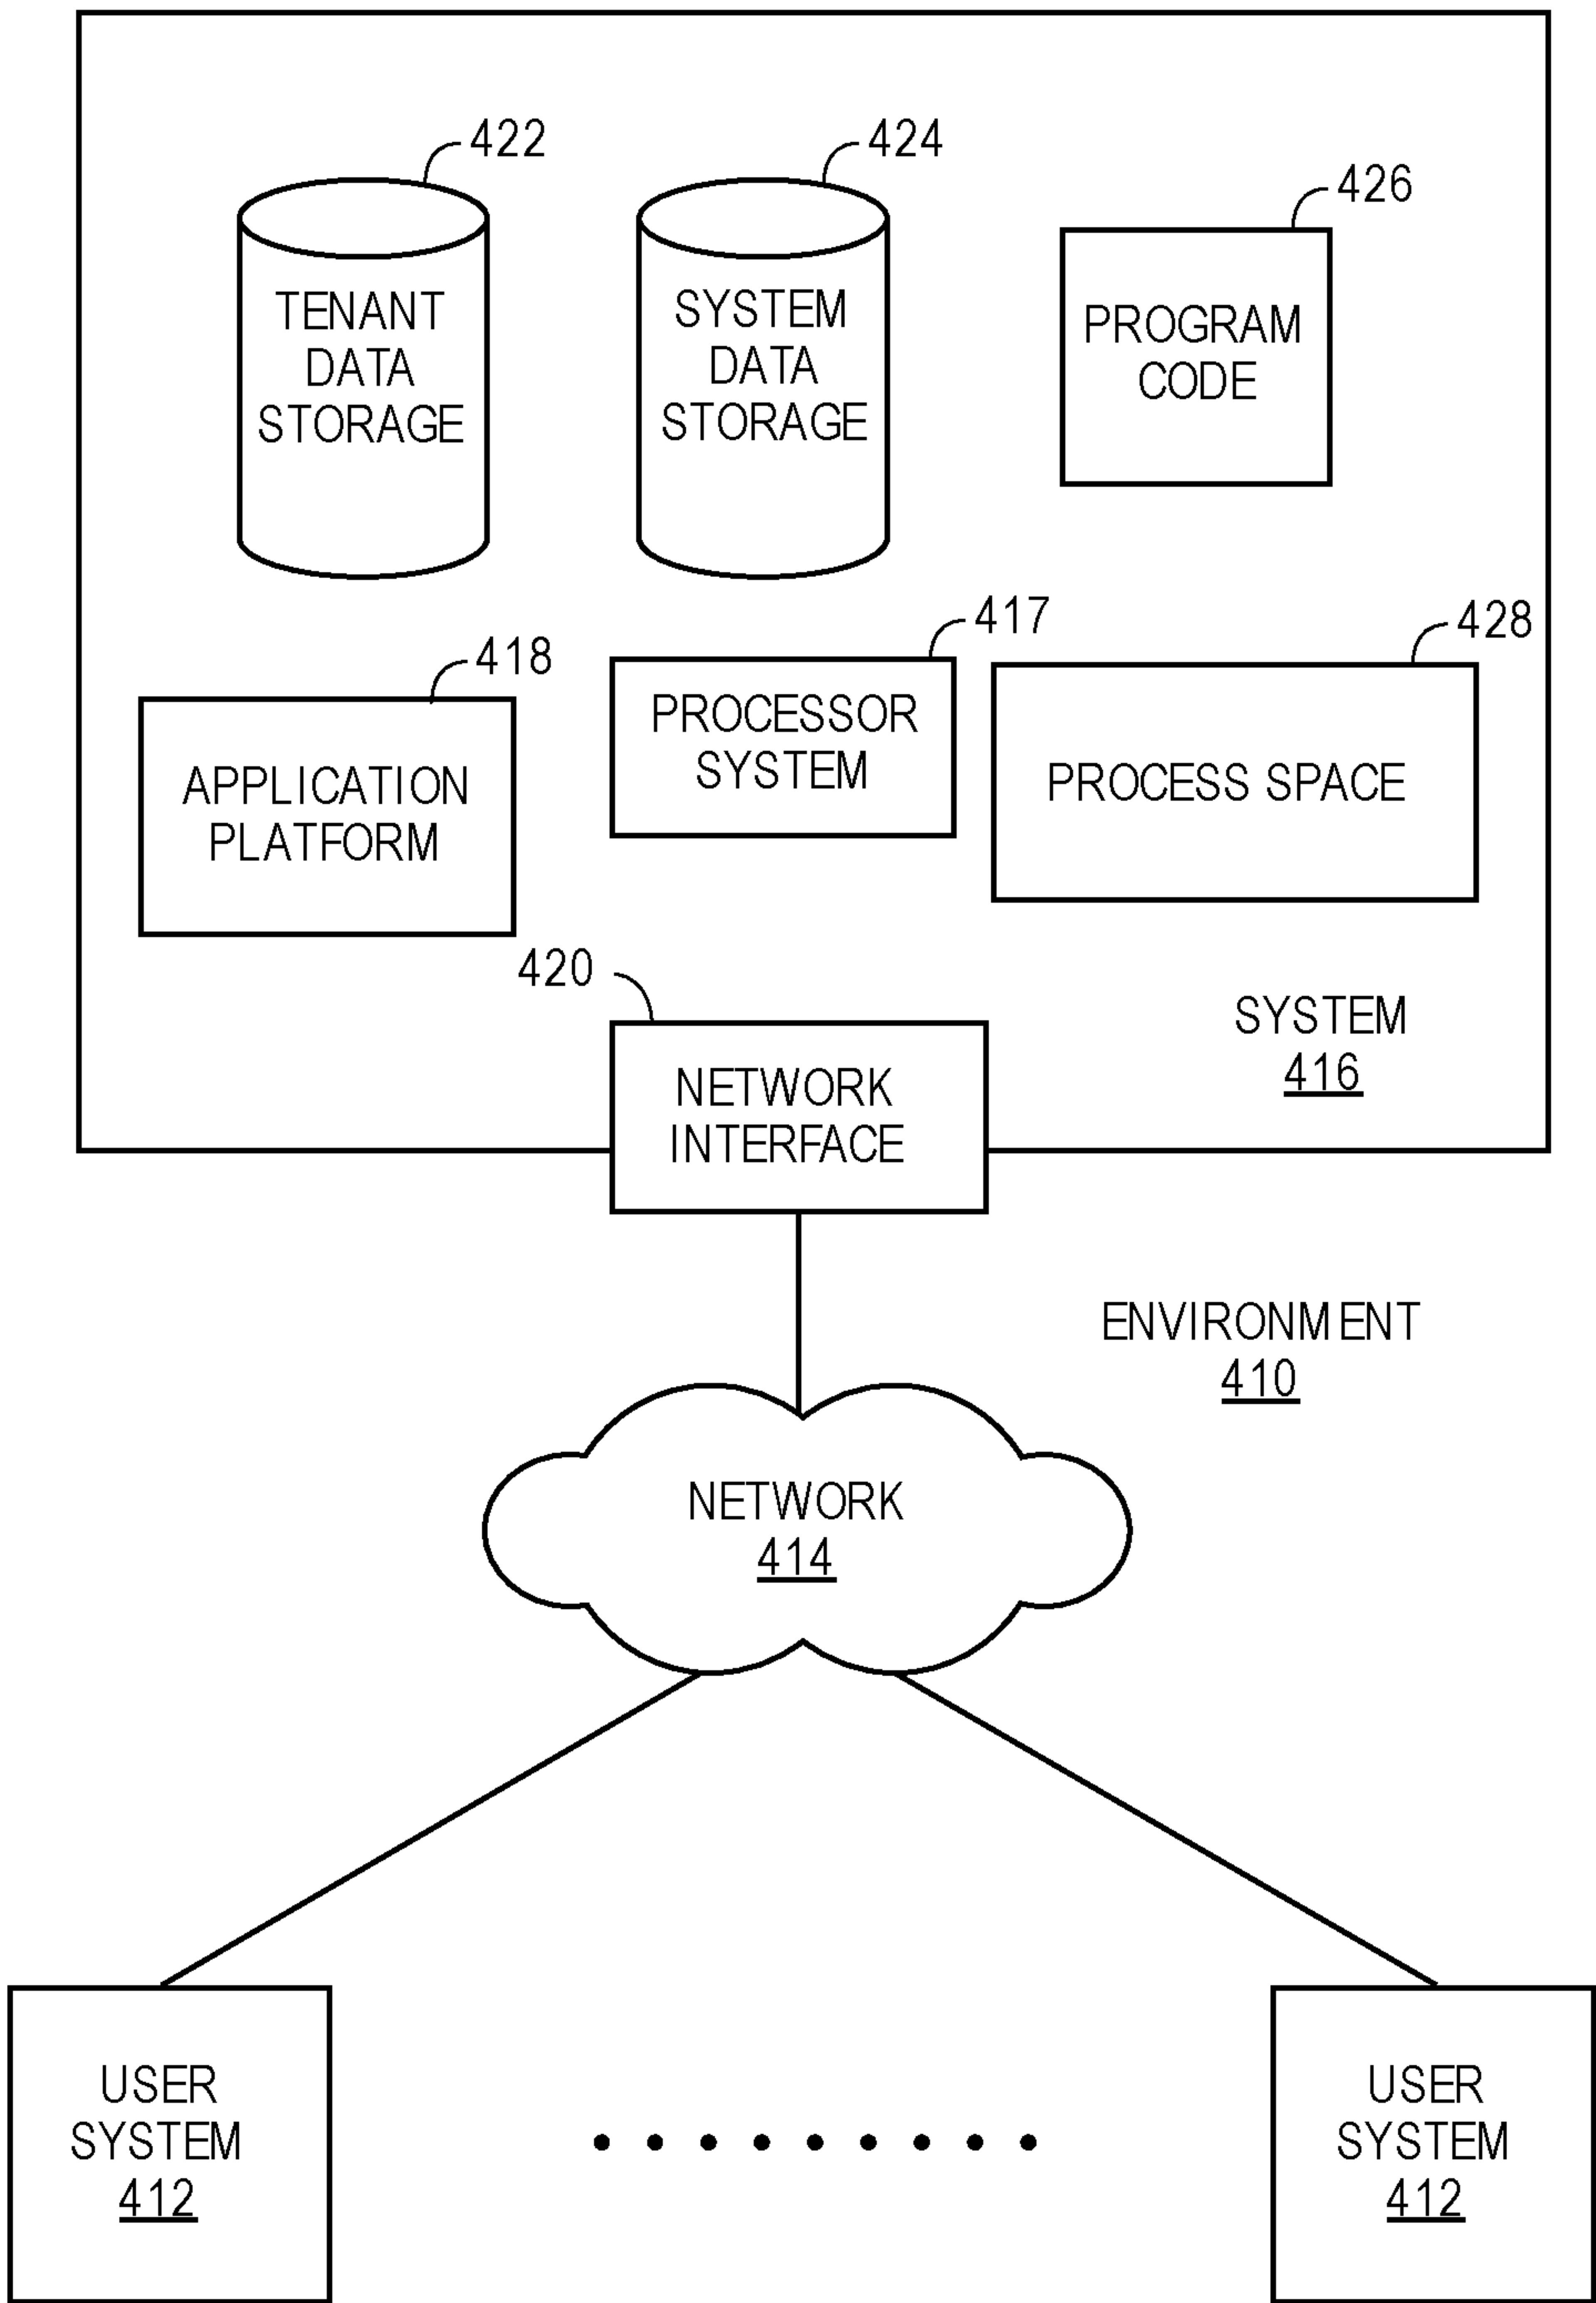 422
424
426
TENANT
DATA
STORAGE
SYSTEM
DATA
STORAGE
PROGRAM
CODE
418
417
428
APPLICATION
PLATFORM
PROCESSOR
SYSTEM
PROCESS SPACE
420
NETWORK
INTERFACE
SYSTEM
416
ENVIRONMENT
410
NETWORK
414
USER
SYSTEM
412
USER
SYSTEM
412